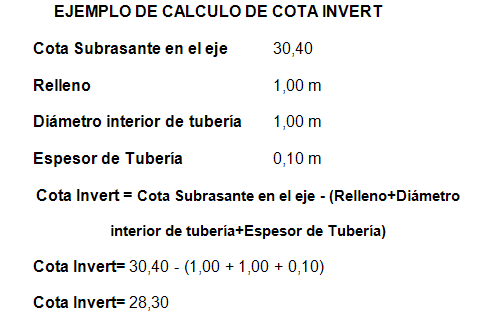 EJEMPLO DE CALCULO DE COTA INVERT
Cota Subrasante en el eje 30,40
Relleno 1,00 m
Diámetro interior de tubería 1,00 m
Espesor de Tubería 0,10 m
Cota Invert = Cota Subrasante en el eje - (Relleno+Diámetro
interior de tubería+Espesor de Tubería)
Cota Invert= 30,40 - (1,00 + 1,00 + 0,10)
Cota Invert= 28,30